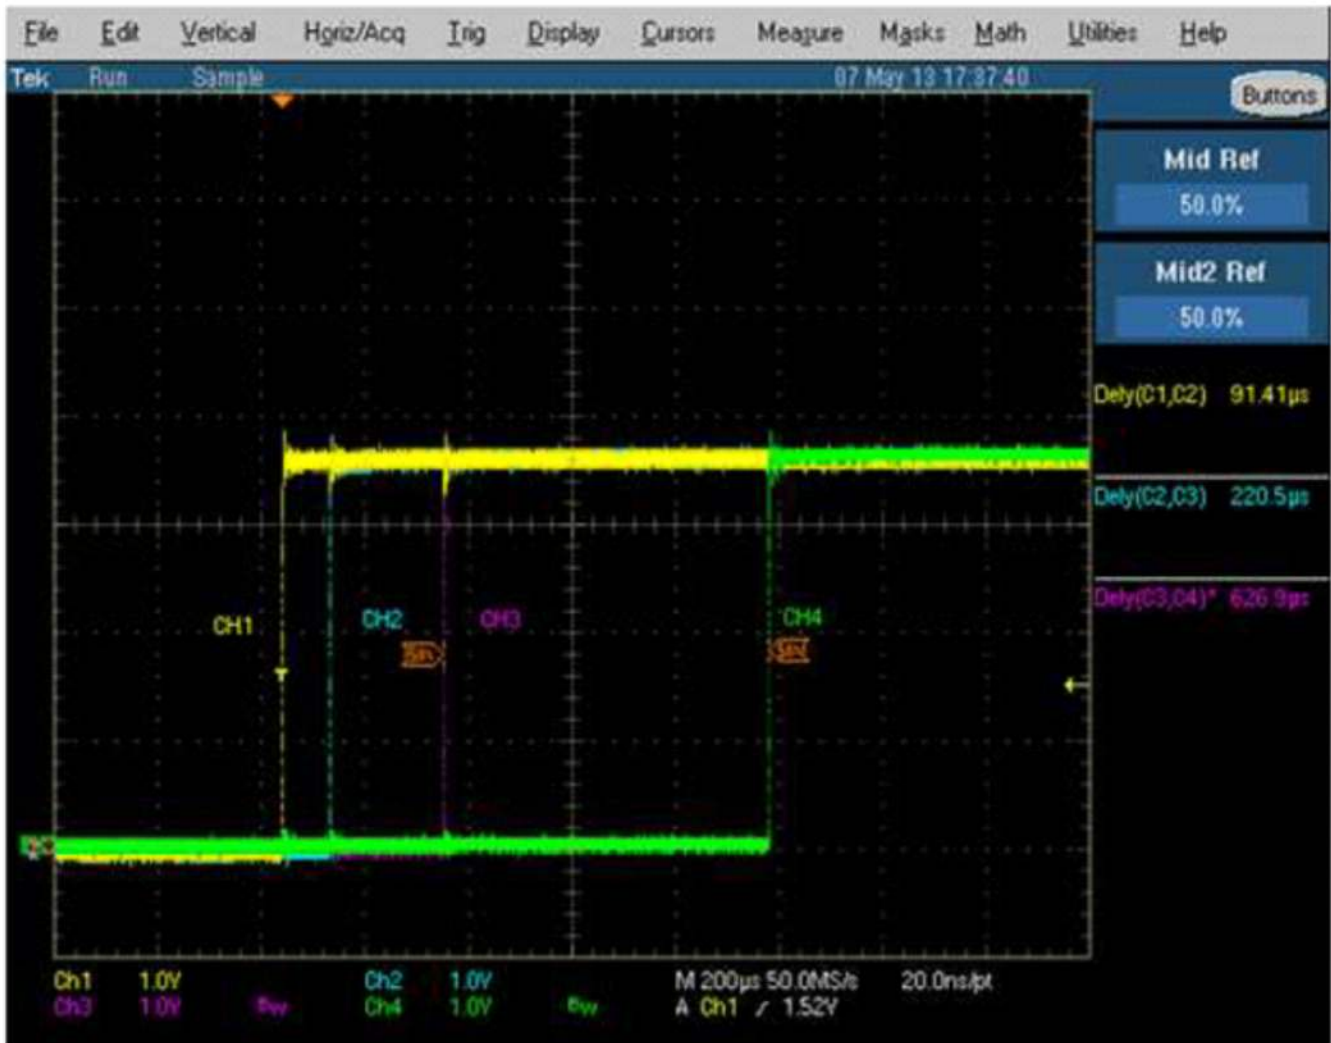 File Edit Vertical Horiz/Acq Trig Display Cursors Measure Masks Math Utilities Help
Tek Run Sample 07 May 13 17:37:40
Buttons
Mid Ref
50.0%
Mid2 Ref
50.0%
Dely(C1,C2) 91.41µs
Dely(C2,C3) 220.5µs
Dely(C3,C4)* 626.9µs
CH1 CH2 CH3 CH4
Ch1 1.0V Ch2 1.0V M 200µs 50.0MS/s 20.0ns/pt
Ch3 1.0V Bw Ch4 1.0V Bw A Ch1 / 1.52V